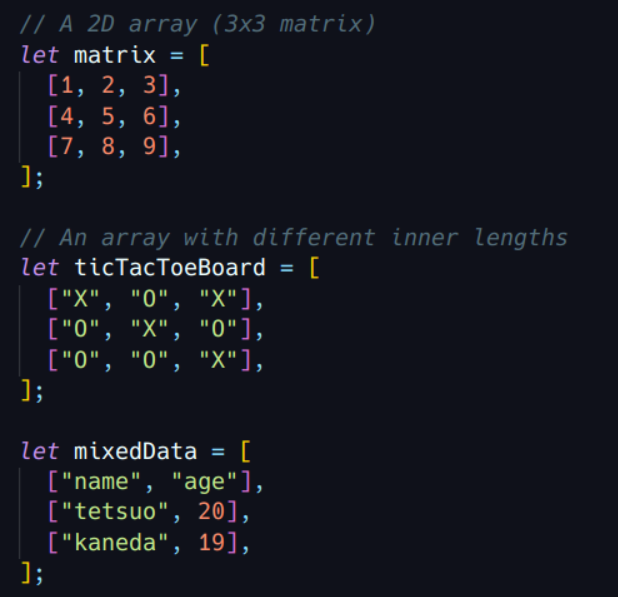 // A 2D array (3x3 matrix)
let matrix = [
  [1, 2, 3],
  [4, 5, 6],
  [7, 8, 9],
];

// An array with different inner lengths
let ticTacToeBoard = [
  ["X", "O", "X"],
  ["O", "X", "O"],
  ["O", "O", "X"],
];

let mixedData = [
  ["name", "age"],
  ["tetsuo", 20],
  ["kaneda", 19],
];